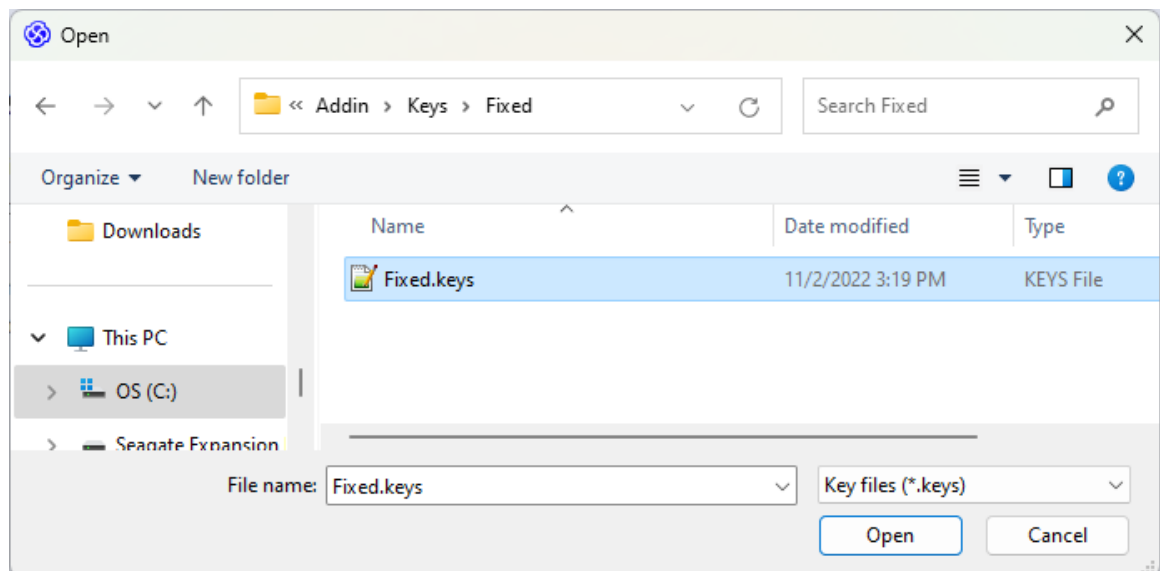 Open
« Addin > Keys > Fixed
Search Fixed
Organize
New folder
?
Downloads
Name
Date modified
Type
Fixed.keys
11/2/2022 3:19 PM
KEYS File
This PC
OS (C:)
Seagate Expansion
File name:
Fixed.keys
Key files (*.keys)
Open
Cancel